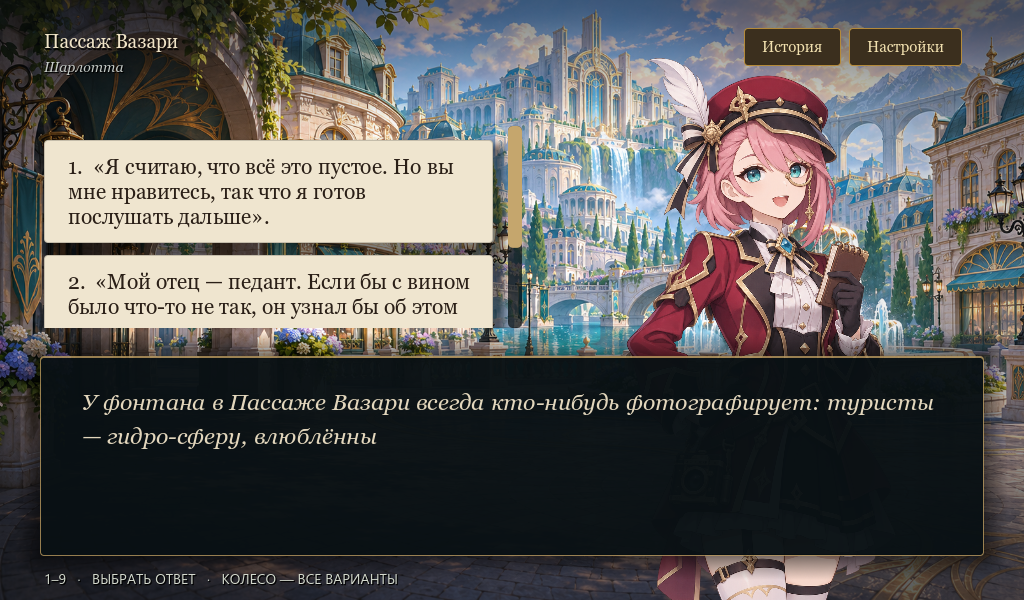 Пассаж Вазари
Шарлотта
История
Настройки
1. «Я считаю, что всё это пустое. Но вы
мне нравитесь, так что я готов
послушать дальше».
2. «Мой отец — педант. Если бы с вином
было что-то не так, он узнал бы об этом
У фонтана в Пассаже Вазари всегда кто-нибудь фотографирует: туристы
— гидро-сферу, влюблённы
1–9 · ВЫБРАТЬ ОТВЕТ · КОЛЕСО — ВСЕ ВАРИАНТЫ